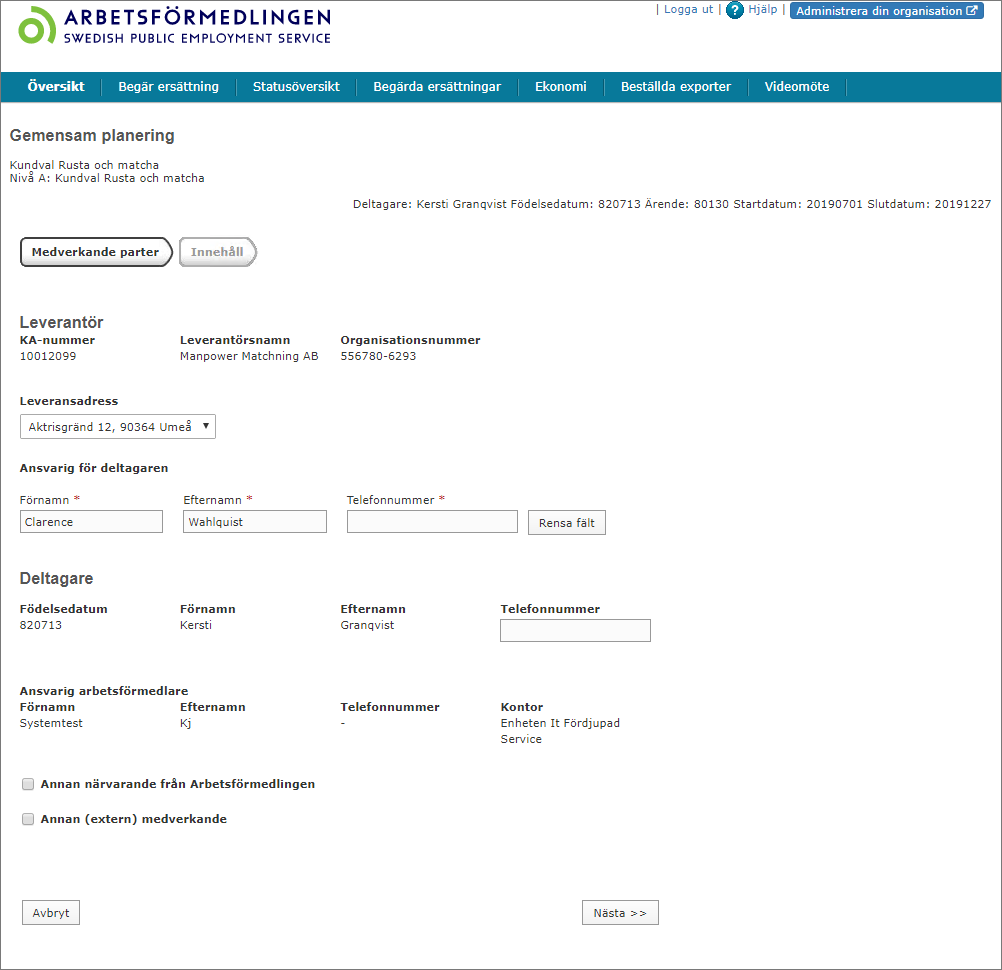 ARBETSFÖRMEDLINGEN
SWEDISH PUBLIC EMPLOYMENT SERVICE
| Logga ut | ? Hjälp | Administrera din organisation
Översikt Begär ersättning Statusöversikt Begärda ersättningar Ekonomi Beställda exporter Videomöte
Gemensam planering
Kundval Rusta och matcha
Nivå A: Kundval Rusta och matcha
Deltagare: Kersti Granqvist Födelsedatum: 820713 Ärende: 80130 Startdatum: 20190701 Slutdatum: 20191227
Medverkande parter Innehåll
Leverantör
KA-nummer Leverantörsnamn Organisationsnummer
10012099 Manpower Matchning AB 556780-6293
Leveransadress
Aktrisgränd 12, 90364 Umeå
Ansvarig för deltagaren
Förnamn * Efternamn * Telefonnummer *
Clarence Wahlquist Rensa fält
Deltagare
Födelsedatum Förnamn Efternamn Telefonnummer
820713 Kersti Granqvist
Ansvarig arbetsförmedlare
Förnamn Efternamn Telefonnummer Kontor
Systemtest Kj - Enheten It Fördjupad
Service
Annan närvarande från Arbetsförmedlingen
Annan (extern) medverkande
Avbryt Nästa >>